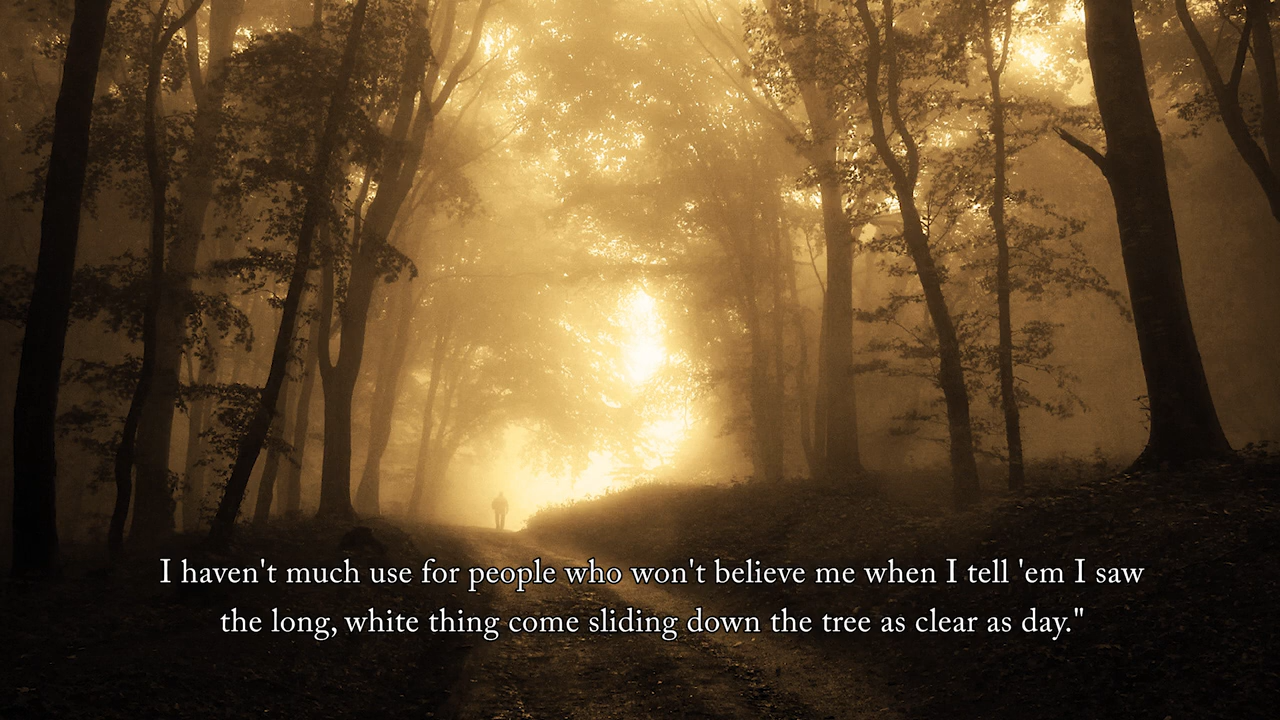 I haven't much use for people who won't believe me when I tell 'em I saw
the long, white thing come sliding down the tree as clear as day."